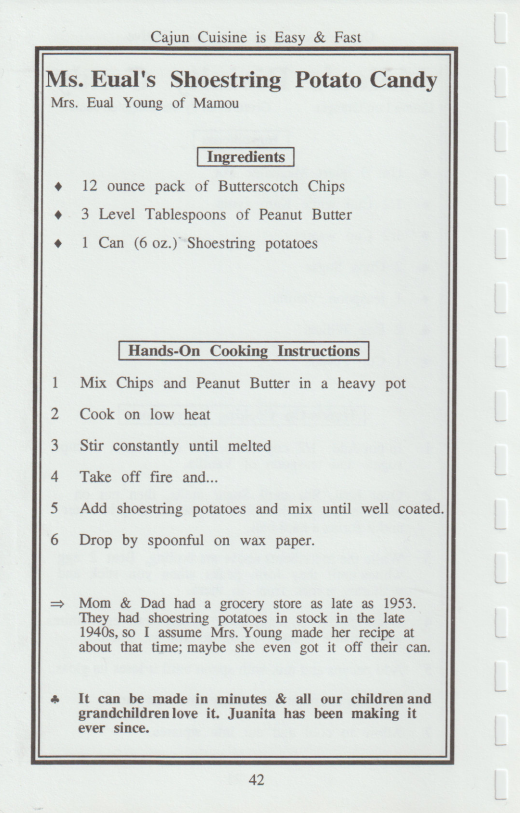 Cajun Cuisine is Easy & Fast
Ms. Eual's Shoestring Potato Candy
Mrs. Eual Young of Mamou
Ingredients
♦ 12 ounce pack of Butterscotch Chips
♦ 3 Level Tablespoons of Peanut Butter
♦ 1 Can (6 oz.) Shoestring potatoes
Hands-On Cooking Instructions
1 Mix Chips and Peanut Butter in a heavy pot
2 Cook on low heat
3 Stir constantly until melted
4 Take off fire and...
5 Add shoestring potatoes and mix until well coated.
6 Drop by spoonful on wax paper.
⇒ Mom & Dad had a grocery store as late as 1953.
They had shoestring potatoes in stock in the late
1940s, so I assume Mrs. Young made her recipe at
about that time; maybe she even got it off their can.
♣ It can be made in minutes & all our children and
grandchildren love it. Juanita has been making it
ever since.
42